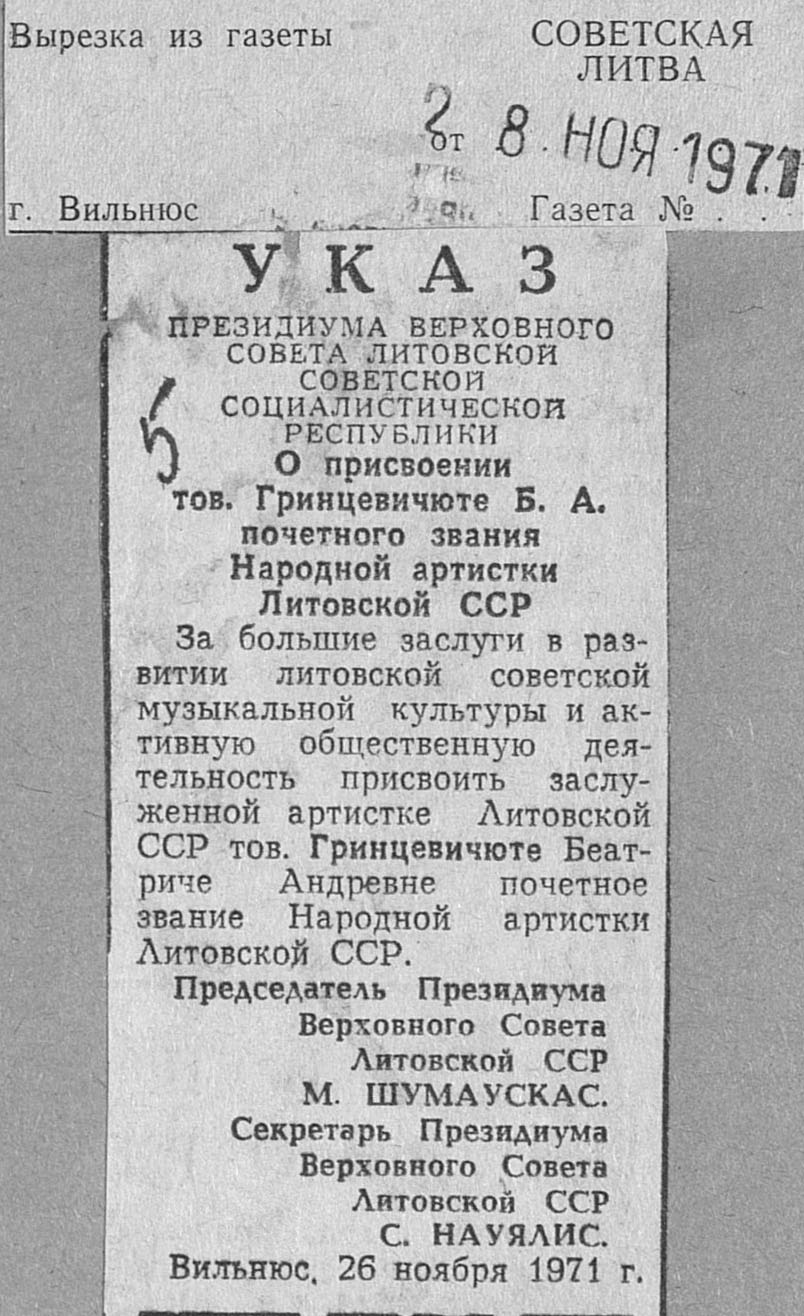 Вырезка из газеты
СОВЕТСКАЯ
ЛИТВА
от 28 НОЯ 1971
г. Вильнюс
Газета № . . .
УКАЗ
ПРЕЗИДИУМА ВЕРХОВНОГО
СОВЕТА ЛИТОВСКОЙ
СОВЕТСКОЙ
СОЦИАЛИСТИЧЕСКОЙ
РЕСПУБЛИКИ
5
О присвоении
тов. Гринцевичюте Б. А.
почетного звания
Народной артистки
Литовской ССР
За большие заслуги в раз-
витии литовской советской
музыкальной культуры и ак-
тивную общественную дея-
тельность присвоить заслу-
женной артистке Литовской
ССР тов. Гринцевичюте Беат-
риче Андревне почетное
звание Народной артистки
Литовской ССР.
Председатель Президиума
Верховного Совета
Литовской ССР
М. ШУМАУСКАС.
Секретарь Президиума
Верховного Совета
Литовской ССР
С. НАУЯЛИС.
Вильнюс, 26 ноября 1971 г.